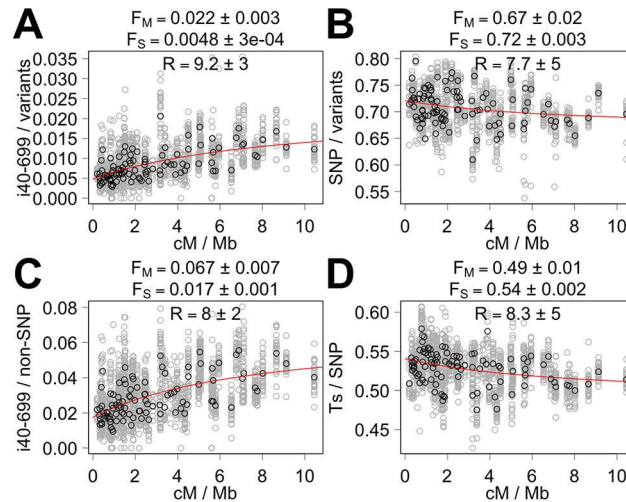 A
F_M = 0.022 ± 0.003
F_S = 0.0048 ± 3e-04
R = 9.2 ± 3
i40-699 / variants
0.035
0.030
0.025
0.020
0.015
0.010
0.005
0.000
0 2 4 6 8 10
cM / Mb
B
F_M = 0.67 ± 0.02
F_S = 0.72 ± 0.003
R = 7.7 ± 5
SNP / variants
0.80
0.75
0.70
0.65
0.60
0.55
0 2 4 6 8 10
cM / Mb
C
F_M = 0.067 ± 0.007
F_S = 0.017 ± 0.001
R = 8 ± 2
i40-699 / non-SNP
0.08
0.06
0.04
0.02
0.00
0 2 4 6 8 10
cM / Mb
D
F_M = 0.49 ± 0.01
F_S = 0.54 ± 0.002
R = 8.3 ± 5
Ts / SNP
0.60
0.55
0.50
0.45
0 2 4 6 8 10
cM / Mb